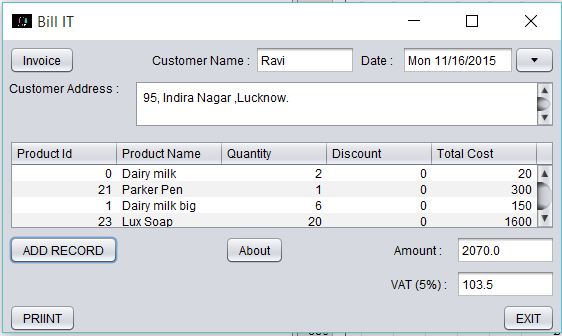 Bill IT
Invoice Customer Name : Ravi Date : Mon 11/16/2015
Customer Address : 95, Indira Nagar ,Lucknow.
Product Id Product Name Quantity Discount Total Cost
0 Dairy milk 2 0 20
21 Parker Pen 1 0 300
1 Dairy milk big 6 0 150
23 Lux Soap 20 0 1600
ADD RECORD About Amount : 2070.0
VAT (5%) : 103.5
PRIINT EXIT